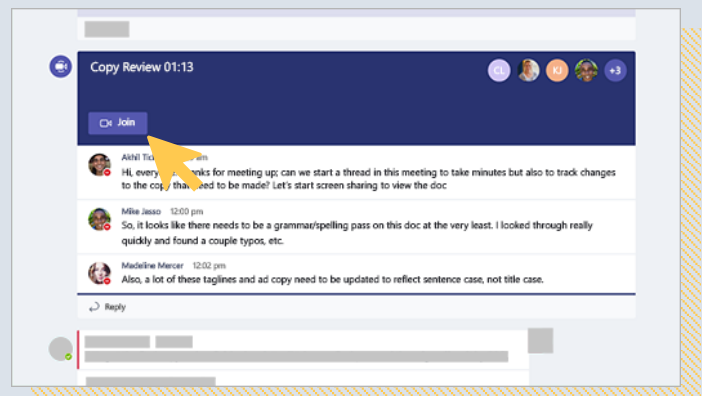 Copy Review 01:13
CL
KJ
+3
Join
Akhil am
Hi, for meeting up; can we start a thread in this meeting to take minutes but also to track changes
to the copy to be made? Let's start screen sharing to view the doc
Mike Jasso 12:00 pm
So, it looks like there needs to be a grammar/spelling pass on this doc at the very least. I looked through really
quickly and found a couple typos, etc.
Madeline Mercer 12:02 pm
Also, a lot of these taglines and ad copy need to be updated to reflect sentence case, not title case.
Reply